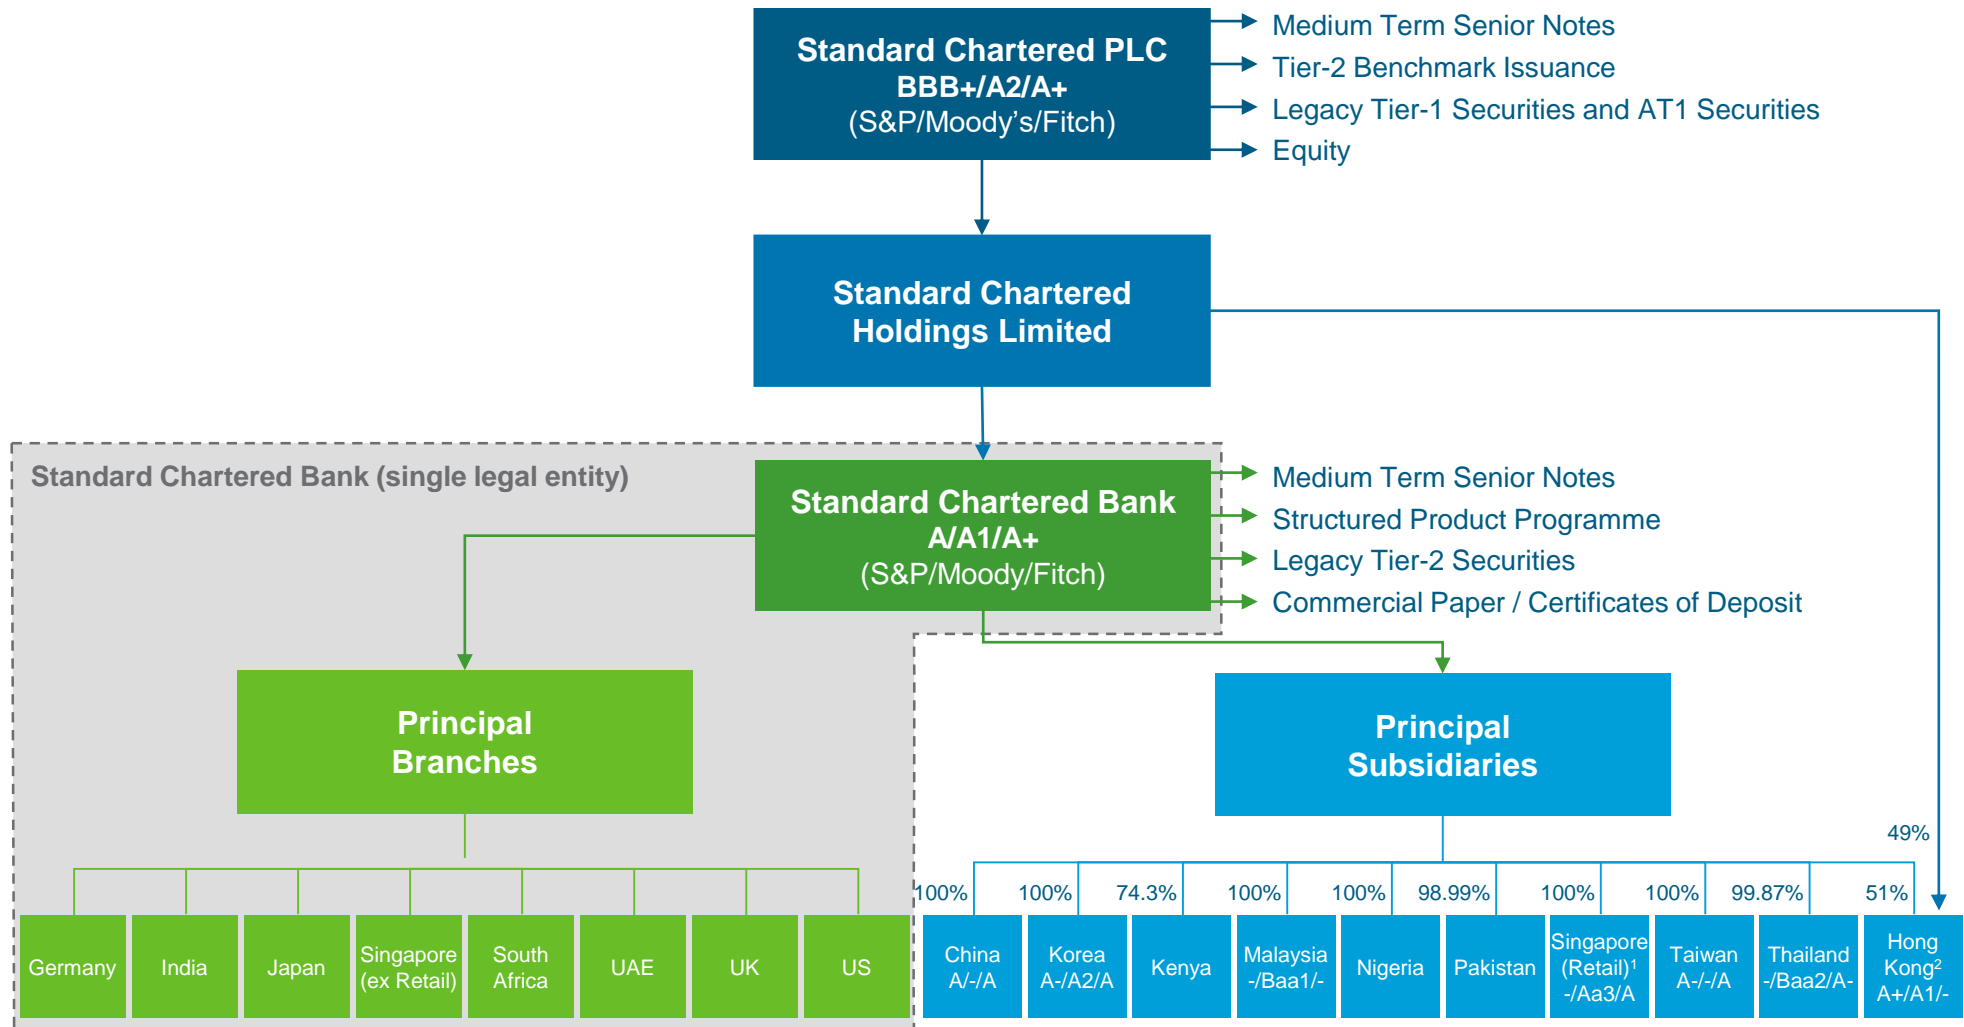 Standard Chartered PLC
BBB+/A2/A+
(S&P/Moody's/Fitch)
Medium Term Senior Notes
Tier-2 Benchmark Issuance
Legacy Tier-1 Securities and AT1 Securities
Equity
Standard Chartered
Holdings Limited
Standard Chartered Bank (single legal entity)
Standard Chartered Bank
A/A1/A+
(S&P/Moody/Fitch)
Medium Term Senior Notes
Structured Product Programme
Legacy Tier-2 Securities
Commercial Paper / Certificates of Deposit
Principal
Branches
Principal
Subsidiaries
49%
100%
100%
74.3%
100%
100%
98.99%
100%
100%
99.87%
51%
Germany
India
Japan
Singapore
(ex Retail)
South
Africa
UAE
UK
US
China
A/-/A
Korea
A-/A2/A
Kenya
Malaysia
-/Baa1/-
Nigeria
Pakistan
Singapore
(Retail)¹
-/Aa3/A
Taiwan
A-/-/A
Thailand
-/Baa2/A-
Hong
Kong²
A+/A1/-